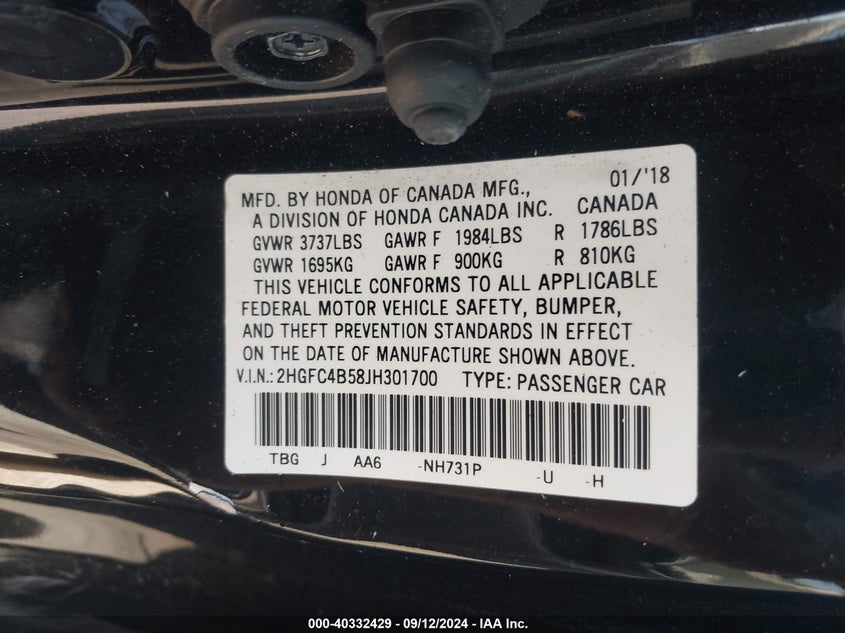 MFD. BY HONDA OF CANADA MFG., 01/'18
A DIVISION OF HONDA CANADA INC. CANADA
GVWR 3737LBS GAWR F 1984LBS R 1786LBS
GVWR 1695KG GAWR F 900KG R 810KG
THIS VEHICLE CONFORMS TO ALL APPLICABLE
FEDERAL MOTOR VEHICLE SAFETY, BUMPER,
AND THEFT PREVENTION STANDARDS IN EFFECT
ON THE DATE OF MANUFACTURE SHOWN ABOVE.
V.I.N.: 2HGFC4B58JH301700 TYPE: PASSENGER CAR
TBG J AA6 -NH731P -U -H
000-40332429 - 09/12/2024 - IAA Inc.